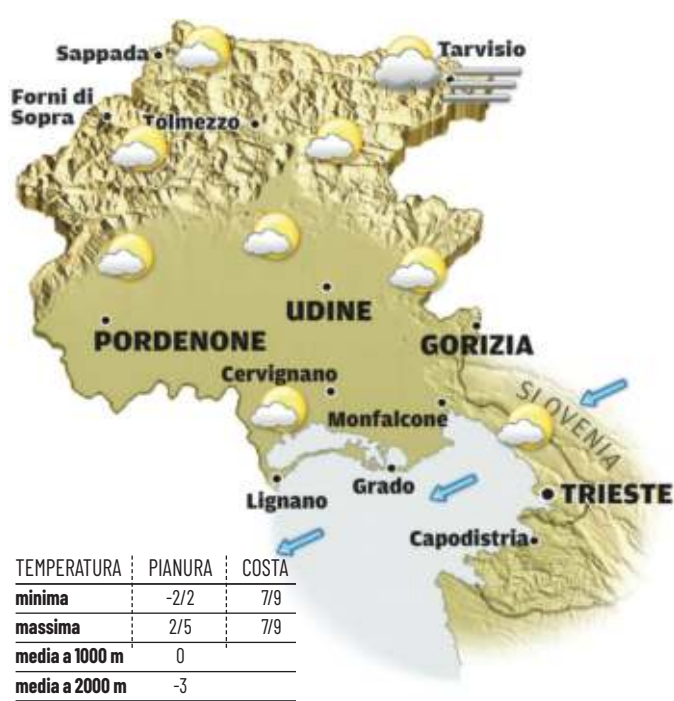 Sappada
Tarvisio
Forni di
Sopra
Tolmezzo
UDINE
PORDENONE
GORIZIA
Cervignano
SLOVENIA
Monfalcone
Grado
Lignano
TRIESTE
Capodistria
TEMPERATURA PIANURA COSTA
minima -2/2 7/9
massima 2/5 7/9
media a 1000 m 0
media a 2000 m -3